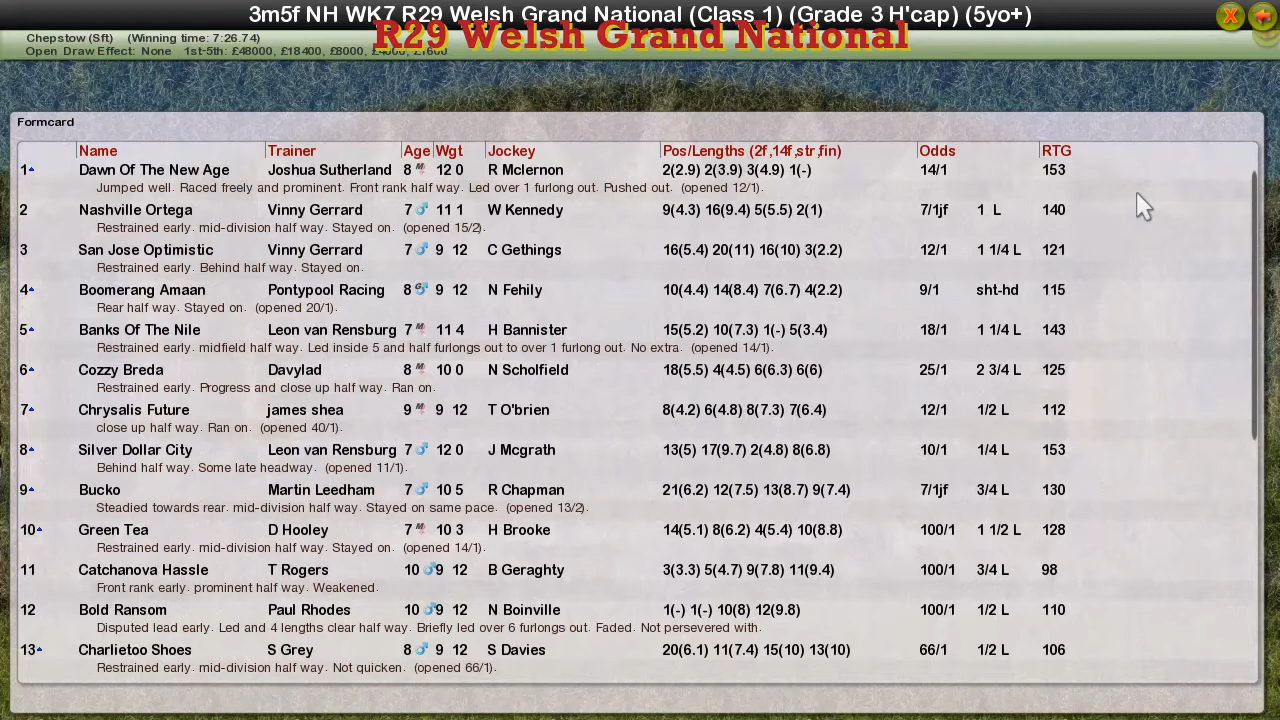 3m5f NH WK7 R29 Welsh Grand National (Class 1) (Grade 3 H'cap) (5yo+)
R29 Welsh Grand National
Chepstow (Sft) (Winning time: 7:26.74)
Open Draw Effect: None 1st-5th: £48000, £18400, £8000, £4000, £1600
Formcard
Name Trainer Age Wgt Jockey Pos/Lengths (2f,14f,str,fin) Odds RTG
1 Dawn Of The New Age Joshua Sutherland 8 M 12 0 R Mclernon 2(2.9) 2(3.9) 3(4.9) 1(-) 14/1 153
Jumped well. Raced freely and prominent. Front rank half way. Led over 1 furlong out. Pushed out. (opened 12/1).
2 Nashville Ortega Vinny Gerrard 7 11 1 W Kennedy 9(4.3) 16(9.4) 5(5.5) 2(1) 7/1jf 1 L 140
Restrained early. mid-division half way. Stayed on. (opened 15/2).
3 San Jose Optimistic Vinny Gerrard 7 9 12 C Gethings 16(5.4) 20(11) 16(10) 3(2.2) 12/1 1 1/4 L 121
Restrained early. Behind half way. Stayed on.
4 Boomerang Amaan Pontypool Racing 8 9 12 N Fehily 10(4.4) 14(8.4) 7(6.7) 4(2.2) 9/1 sht-hd 115
Rear half way. Stayed on. (opened 20/1).
5 Banks Of The Nile Leon van Rensburg 7 M 11 4 H Bannister 15(5.2) 10(7.3) 1(-) 5(3.4) 18/1 1 1/4 L 143
Restrained early. midfield half way. Led inside 5 and half furlongs out to over 1 furlong out. No extra. (opened 14/1).
6 Cozzy Breda Davylad 8 M 10 0 N Scholfield 18(5.5) 4(4.5) 6(6.3) 6(6) 25/1 2 3/4 L 125
Restrained early. Progress and close up half way. Ran on.
7 Chrysalis Future james shea 9 M 9 12 T O'brien 8(4.2) 6(4.8) 8(7.3) 7(6.4) 12/1 1/2 L 112
close up half way. Ran on. (opened 40/1).
8 Silver Dollar City Leon van Rensburg 7 12 0 J Mcgrath 13(5) 17(9.7) 2(4.8) 8(6.8) 10/1 1/4 L 153
Behind half way. Some late headway. (opened 11/1).
9 Bucko Martin Leedham 7 10 5 R Chapman 21(6.2) 12(7.5) 13(8.7) 9(7.4) 7/1jf 3/4 L 130
Steadied towards rear. mid-division half way. Stayed on same pace. (opened 13/2).
10 Green Tea D Hooley 7 M 10 3 H Brooke 14(5.1) 8(6.2) 4(5.4) 10(8.8) 100/1 1 1/2 L 128
Restrained early. mid-division half way. Stayed on. (opened 14/1).
11 Catchanova Hassle T Rogers 10 9 12 B Geraghty 3(3.3) 5(4.7) 9(7.8) 11(9.4) 100/1 3/4 L 98
Front rank early. prominent half way. Weakened.
12 Bold Ransom Paul Rhodes 10 9 12 N Boinville 1(-) 1(-) 10(8) 12(9.8) 100/1 1/2 L 110
Disputed lead early. Led and 4 lengths clear half way. Briefly led over 6 furlongs out. Faded. Not persevered with.
13 Charlietoo Shoes S Grey 8 9 12 S Davies 20(6.1) 11(7.4) 15(10) 13(10) 66/1 1/2 L 106
Restrained early. mid-division half way. Not quicken. (opened 66/1).